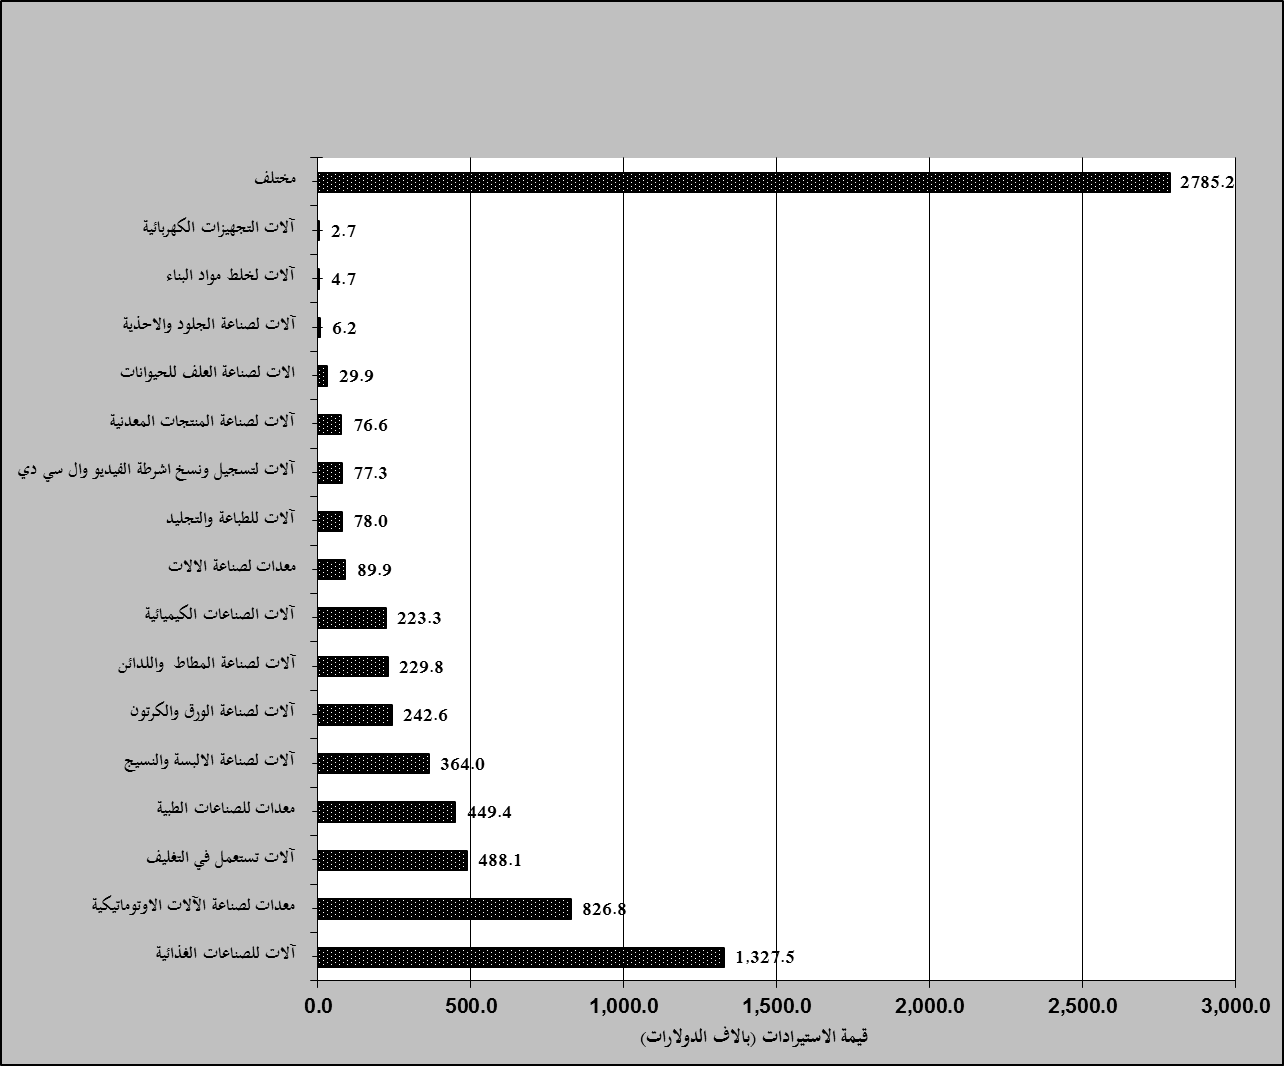 مختلف
2785.2
آلات التجهيزات الكهربائية
2.7
آلات لخلط مواد البناء
4.7
آلات لصناعة الجلود والاحذية
6.2
الات لصناعة العلف للحيوانات
29.9
آلات لصناعة المنتجات المعدنية
76.6
آلات لتسجيل ونسخ اشرطة الفيديو وال سي دي
77.3
آلات للطباعة والتجليد
78.0
معدات لصناعة الالات
89.9
آلات الصناعات الكيميائية
223.3
آلات لصناعة المطاط واللدائن
229.8
آلات لصناعة الورق والكرتون
242.6
آلات لصناعة الالبسة والنسيج
364.0
معدات للصناعات الطبية
449.4
آلات تستعمل في التغليف
488.1
معدات لصناعة الآلات الاوتوماتيكية
826.8
آلات للصناعات الغذائية
1,327.5
0.0 500.0 1,000.0 1,500.0 2,000.0 2,500.0 3,000.0
قيمة الاستيرادات (بالاف الدولارات)